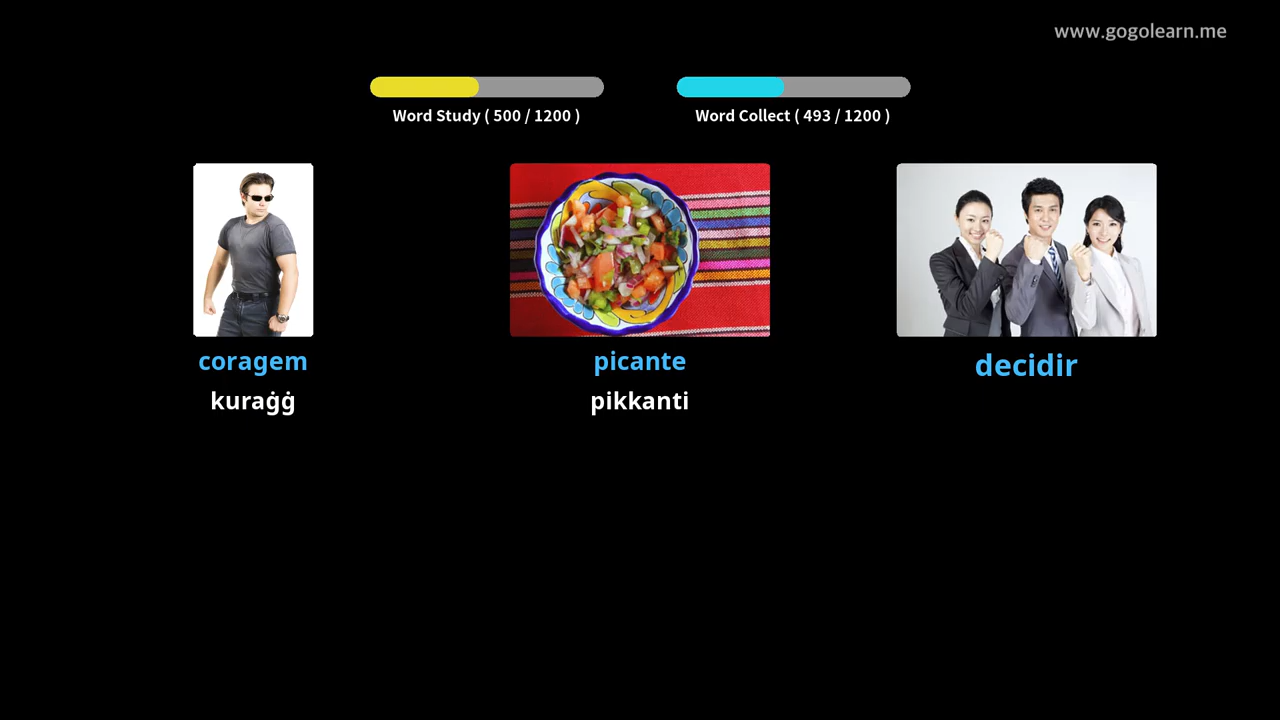 www.gogolearn.me
Word Study ( 500 / 1200 )
Word Collect ( 493 / 1200 )
coragem
kuraġġ
picante
pikkanti
decidir